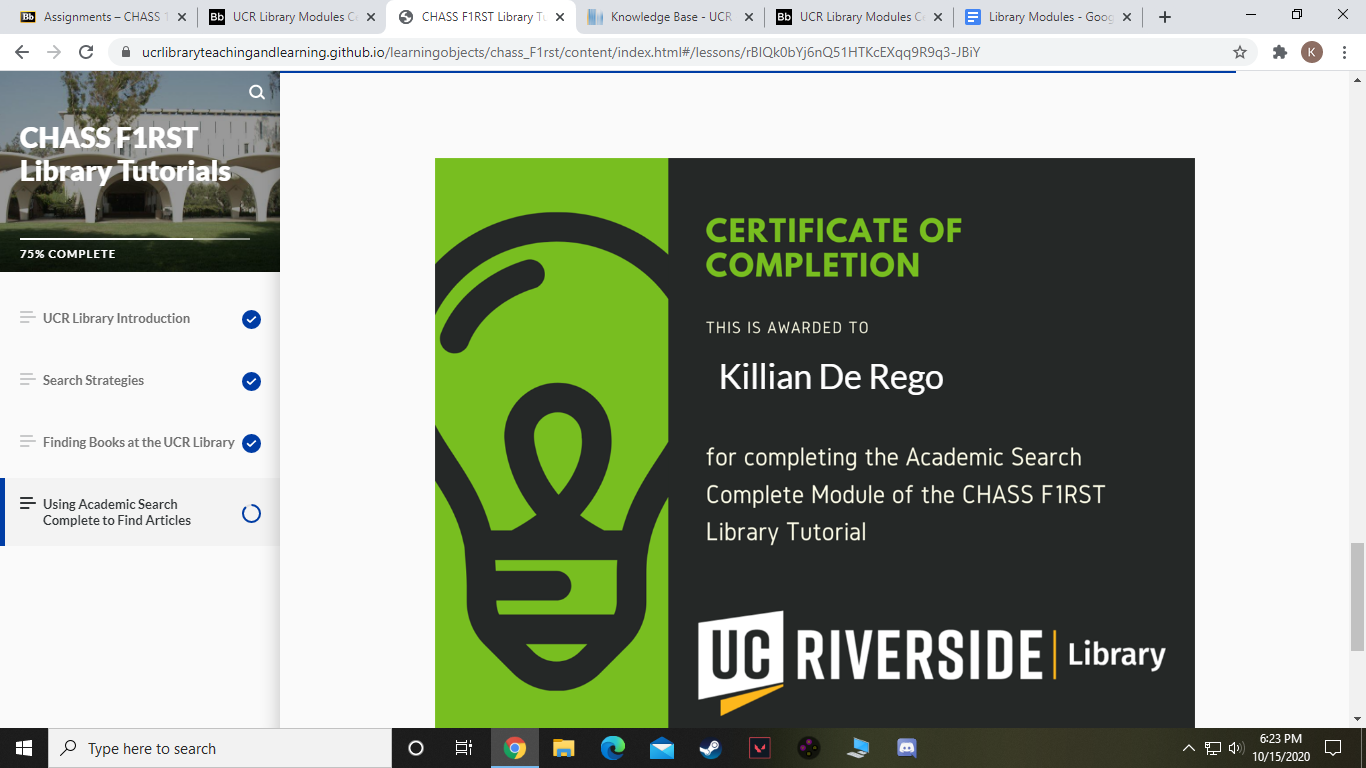 Assignments – CHASS 1
UCR Library Modules Ce
CHASS F1RST Library Tu
Knowledge Base - UCR
UCR Library Modules Ce
Library Modules - Goog
ucrlibraryteachingandlearning.github.io/learningobjects/chass_F1rst/content/index.html#/lessons/rBIQk0bYj6nQ51HTKcEXqq9R9q3-JBiY
K
CHASS F1RST
Library Tutorials
75% COMPLETE
UCR Library Introduction
Search Strategies
Finding Books at the UCR Library
Using Academic Search
Complete to Find Articles
CERTIFICATE OF
COMPLETION
THIS IS AWARDED TO
Killian De Rego
for completing the Academic Search
Complete Module of the CHASS F1RST
Library Tutorial
UC RIVERSIDE Library
Type here to search
6:23 PM
10/15/2020